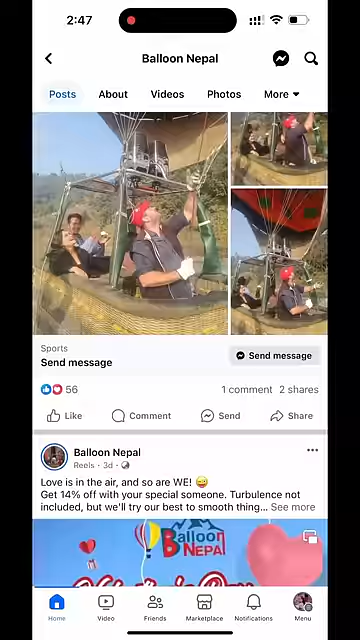 2:47
Balloon Nepal
Posts About Videos Photos More
Sports
Send message
Send message
56
1 comment 2 shares
Like Comment Send Share
Balloon Nepal
Reels · 3d ·
Love is in the air, and so are WE! 😜
Get 14% off with your special someone. Turbulence not
included, but we'll try our best to smooth thing... See more
Balloon
NEPAL
Home Video Friends Marketplace Notifications Menu